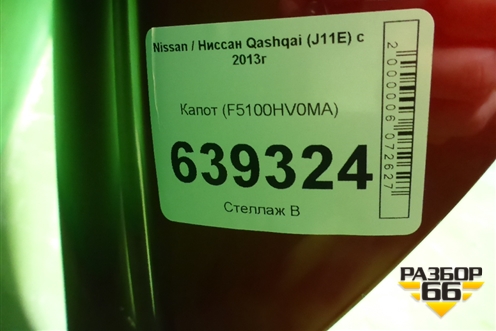 Nissan / Ниссан Qashqai (J11E) с
2013г
Капот (F5100HV0MA)
639324
Стеллаж В
2000006072627
РАЗБОР
66